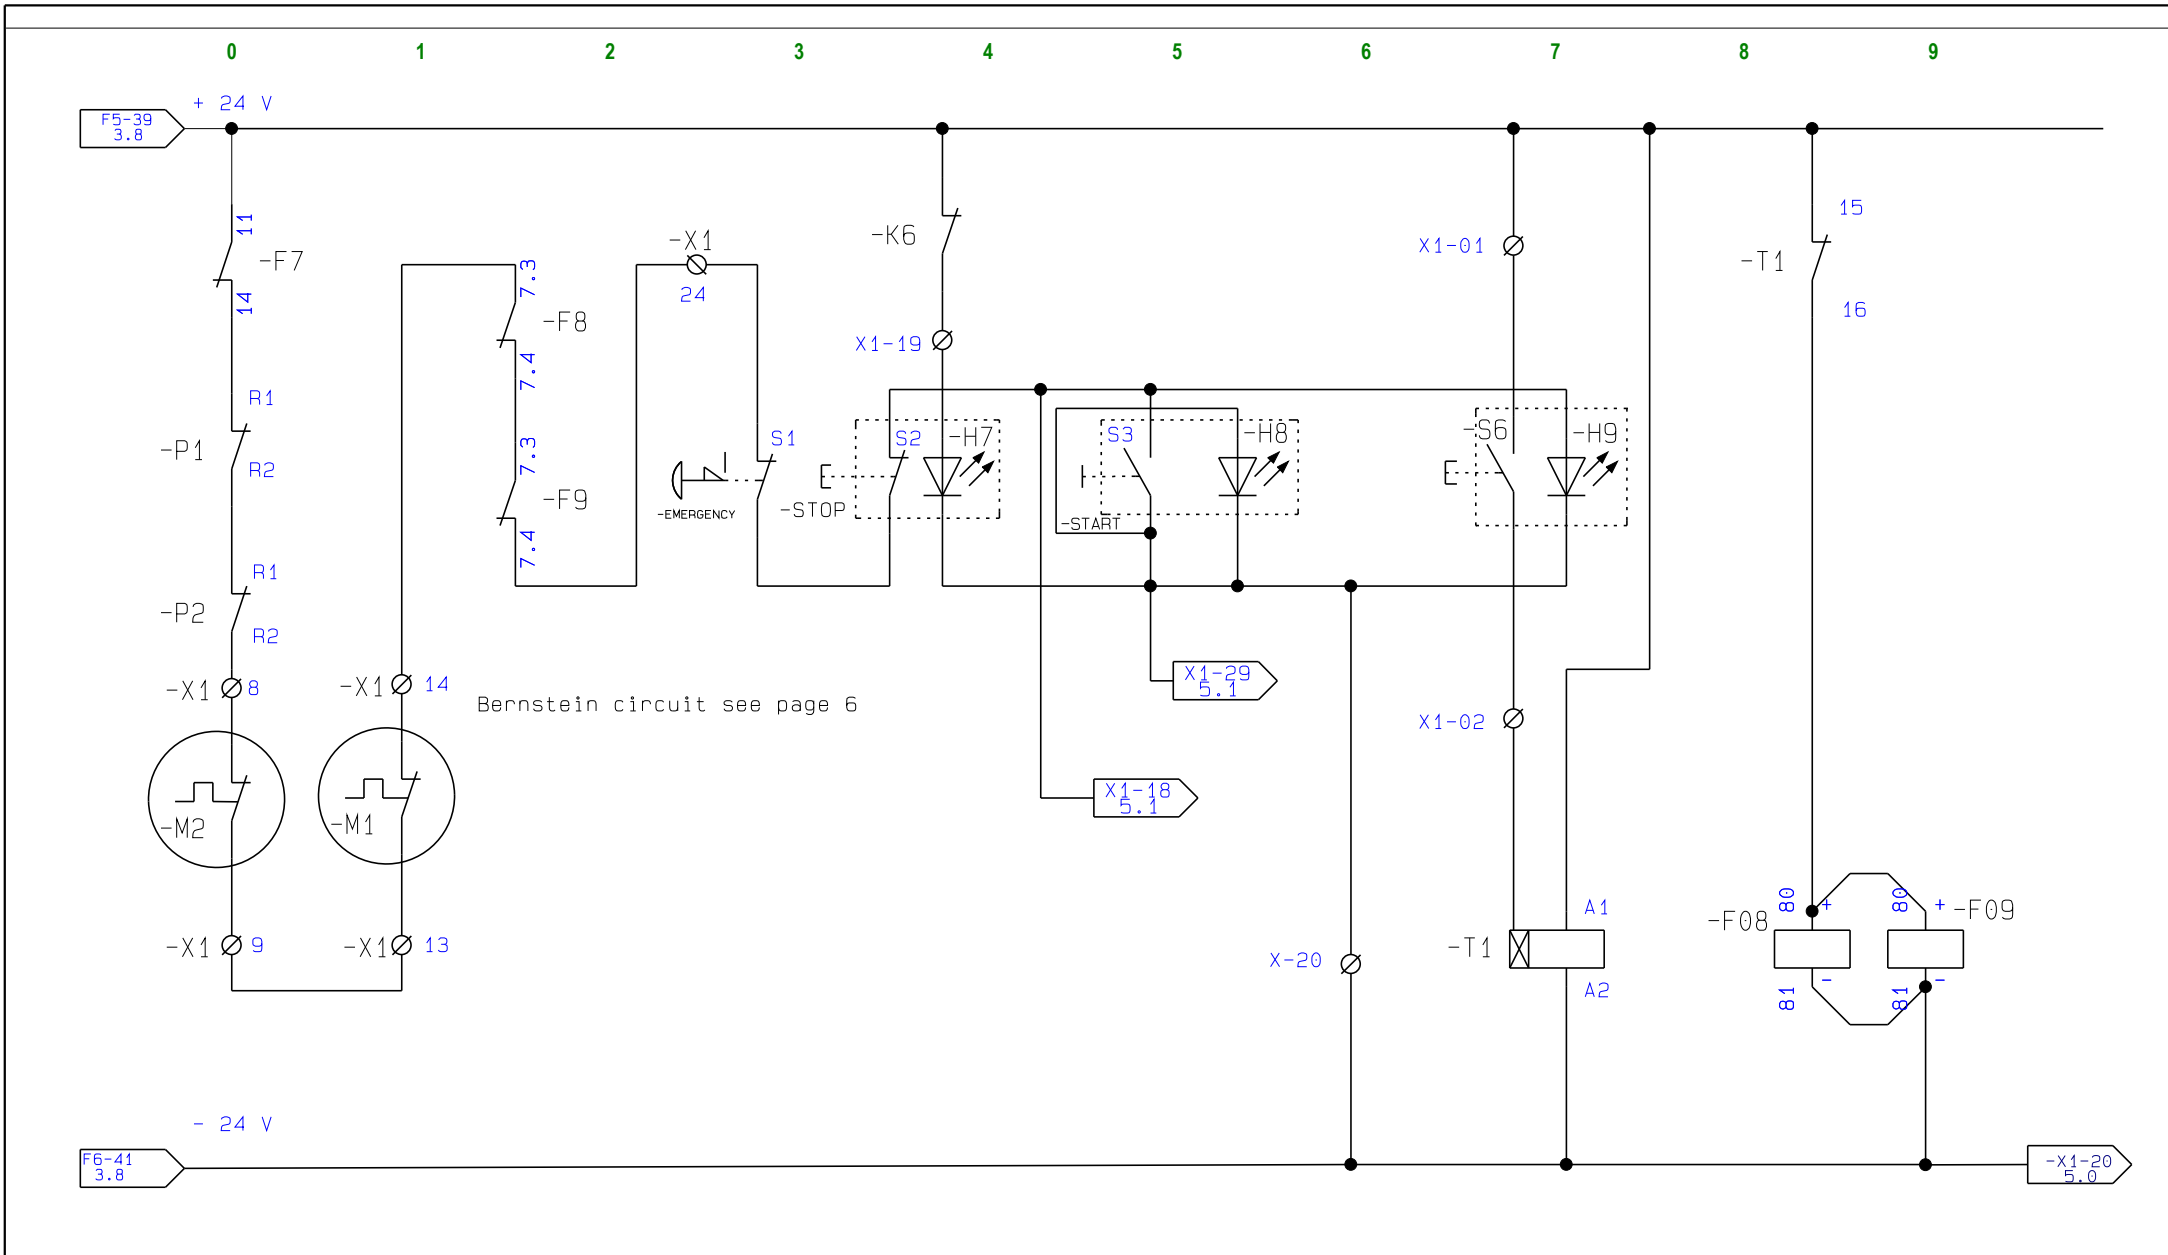 0 1 2 3 4 5 6 7 8 9
+ 24 V
F5-39
3.8
11
-F7
14
R1
-P1
R2
R1
-P2
R2
-X1 8
-M2
-X1 9
-X1 14
-M1
-X1 13
7.3
-F8
7.4
7.3
-F9
7.4
Bernstein circuit see page 6
-X1
24
S1
-EMERGENCY
-K6
X1-19
S2
-H7
-STOP
S3
-H8
-START
X1-29
5.1
X1-18
5.1
X-20
X1-01
-S6
-H9
X1-02
A1
-T1
A2
15
-T1
16
80
+
-F08
-
81
80
+
-F09
-
81
- 24 V
F6-41
3.8
-X1-20
5.0